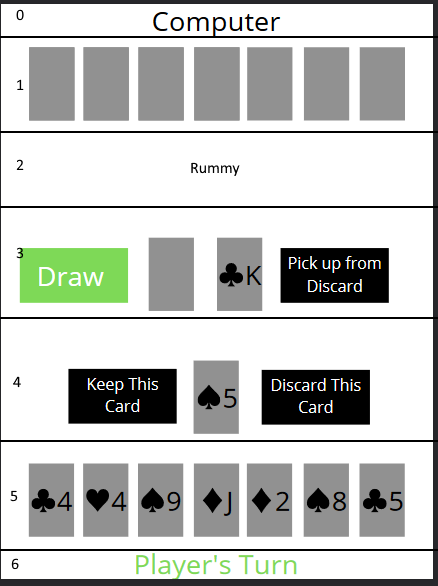 0 Computer
1
2 Rummy
3 Draw ♣K Pick up from
Discard
4 Keep This
Card ♠5 Discard This
Card
5 ♣4 ♥4 ♠9 ♦J ♦2 ♠8 ♣5
6 Player's Turn